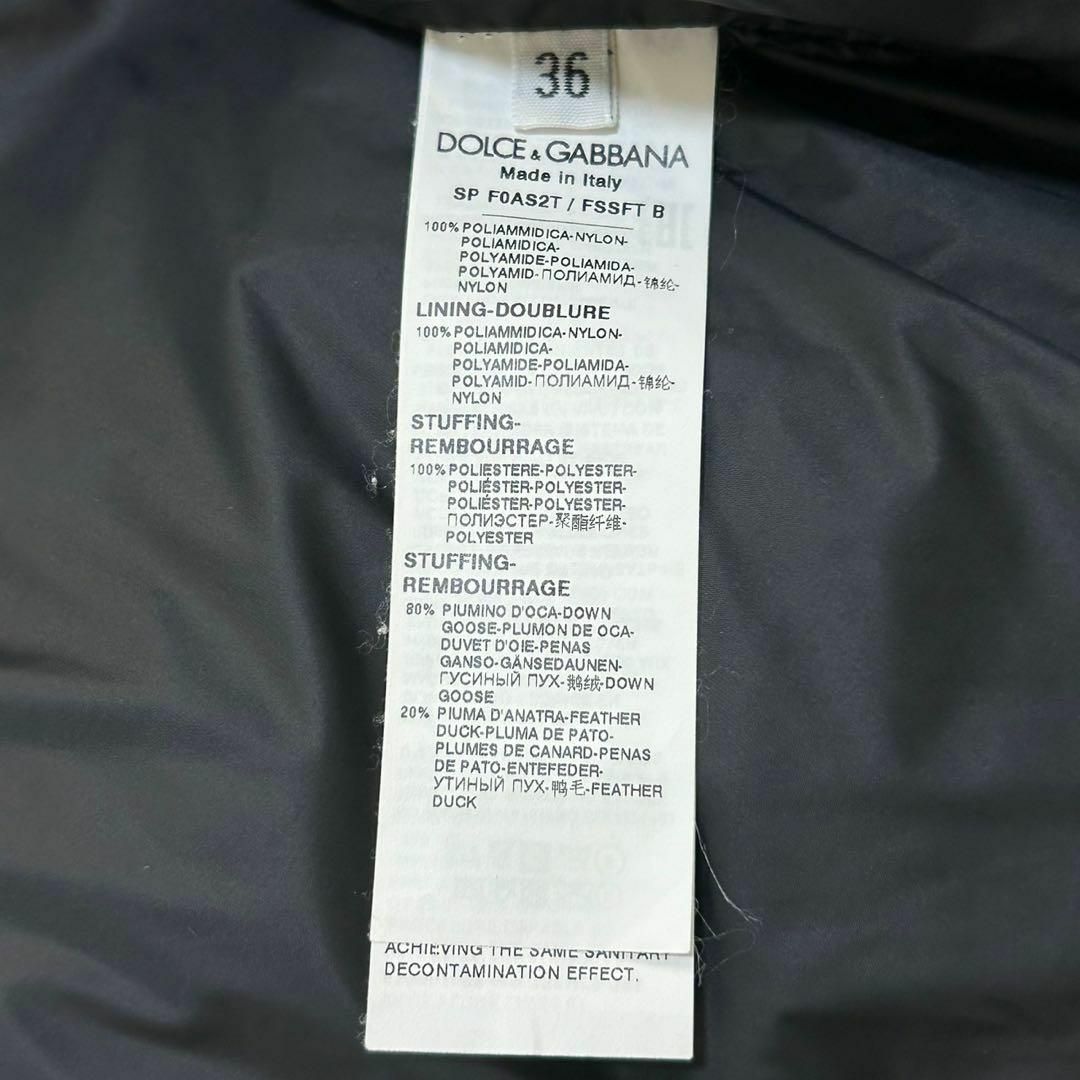 36
DOLCE & GABBANA
Made in Italy
SP F0AS2T / FSSFT B
100% POLIAMMIDICA-NYLON-
POLIAMIDICA-
POLYAMIDE-POLIAMIDA-
POLYAMID-ПОЛИАМИД-锦纶-
NYLON
LINING-DOUBLURE
100% POLIAMMIDICA-NYLON-
POLIAMIDICA-
POLYAMIDE-POLIAMIDA-
POLYAMID-ПОЛИАМИД-锦纶-
NYLON
STUFFING-
REMBOURRAGE
100% POLIESTERE-POLYESTER-
POLIÉSTER-POLYESTER-
POLIÉSTER-POLYESTER-
ПОЛИЭСТЕР-聚酯纤维-
POLYESTER
STUFFING-
REMBOURRAGE
80% PIUMINO D'OCA-DOWN
GOOSE-PLUMON DE OCA-
DUVET D'OIE-PENAS
GANSO-GÄNSEDAUNEN-
ГУСИНЫЙ ПУХ-鹅绒-DOWN
GOOSE
20% PIUMA D'ANATRA-FEATHER
DUCK-PLUMA DE PATO-
PLUMES DE CANARD-PENAS
DE PATO-ENTEFEDER-
УТИНЫЙ ПУХ-鸭毛-FEATHER
DUCK
ACHIEVING THE SAME SANITARY
DECONTAMINATION EFFECT.